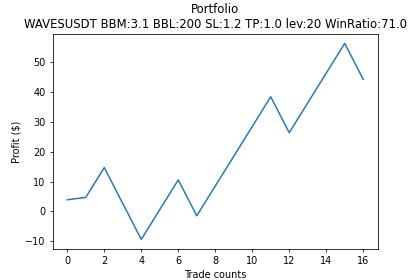 Portfolio
WAVESUSDT BBM:3.1 BBL:200 SL:1.2 TP:1.0 lev:20 WinRatio:71.0
Profit ($)
50
40
30
20
10
0
−10
0 2 4 6 8 10 12 14 16
Trade counts